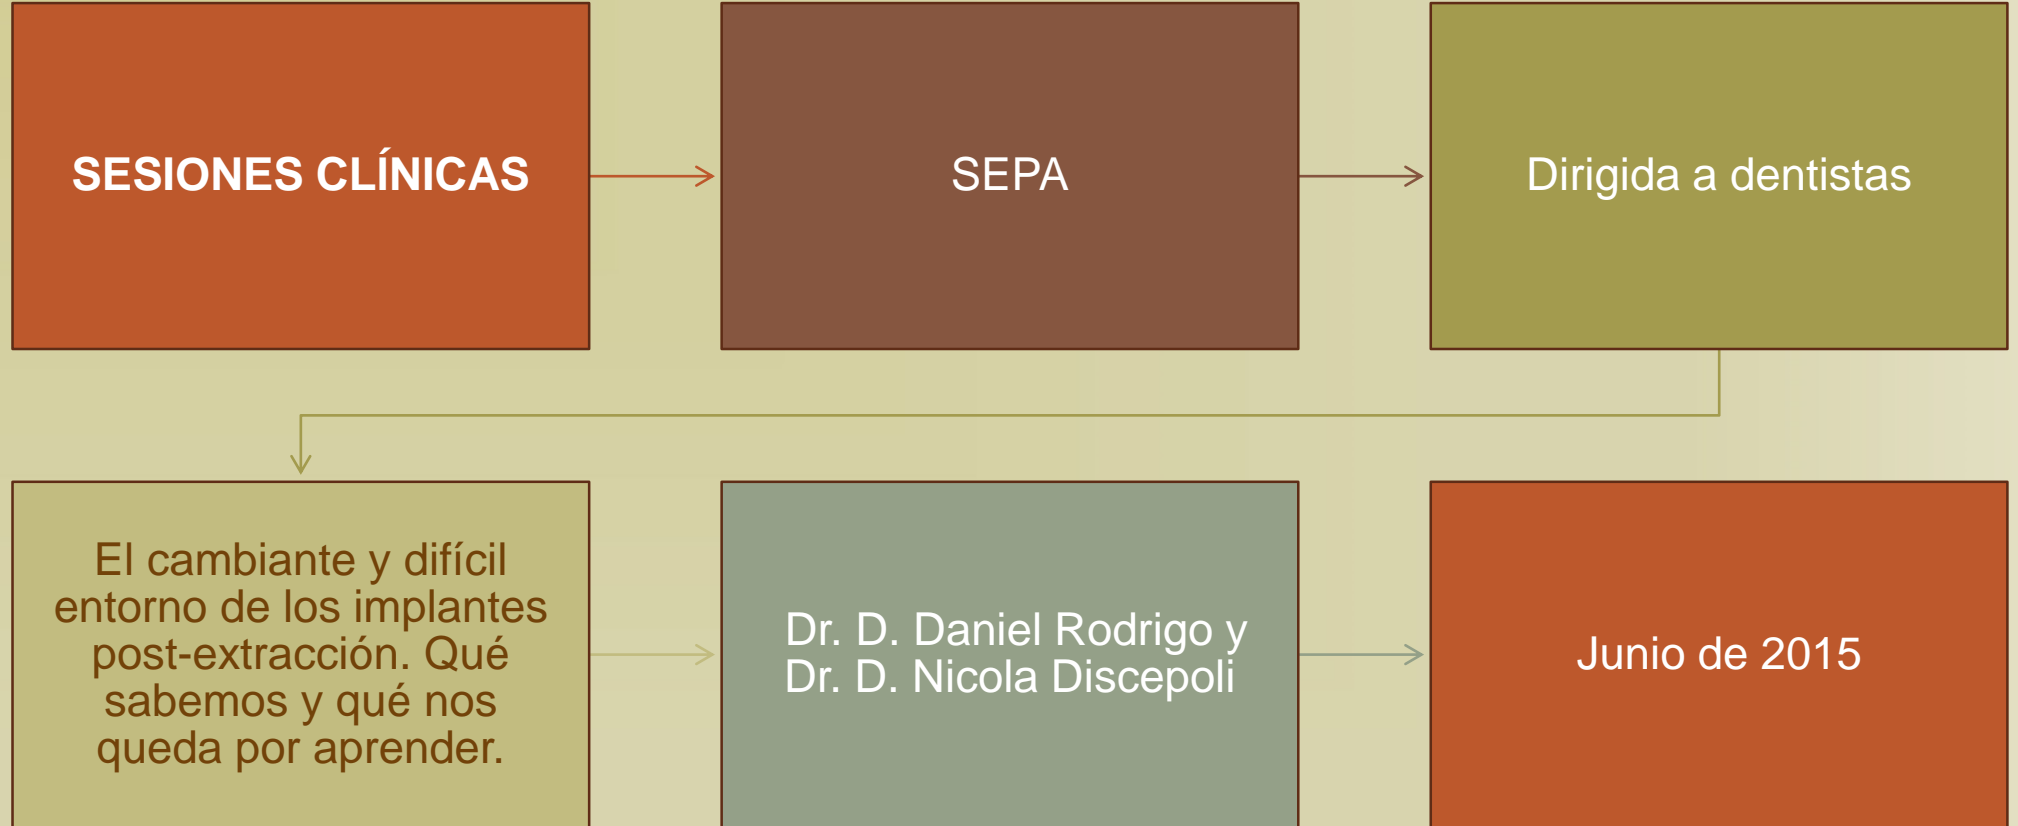 SESIONES CLÍNICAS
SEPA
Dirigida a dentistas
El cambiante y difícil
entorno de los implantes
post-extracción. Qué
sabemos y qué nos
queda por aprender.
Dr. D. Daniel Rodrigo y
Dr. D. Nicola Discepoli
Junio de 2015